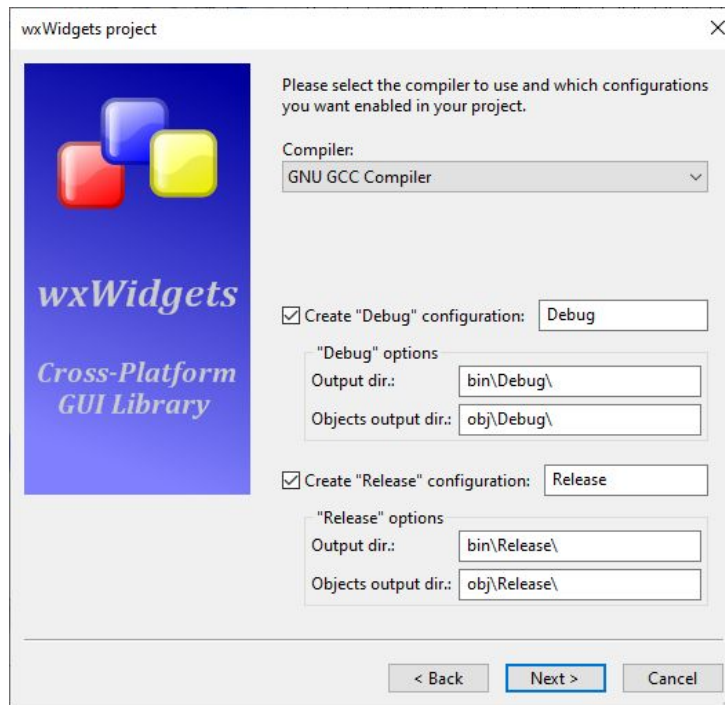 wxWidgets project
wxWidgets
Cross-Platform
GUI Library
Please select the compiler to use and which configurations
you want enabled in your project.
Compiler:
GNU GCC Compiler
Create "Debug" configuration: Debug
"Debug" options
Output dir.: bin\Debug\
Objects output dir.: obj\Debug\
Create "Release" configuration: Release
"Release" options
Output dir.: bin\Release\
Objects output dir.: obj\Release\
< Back Next > Cancel